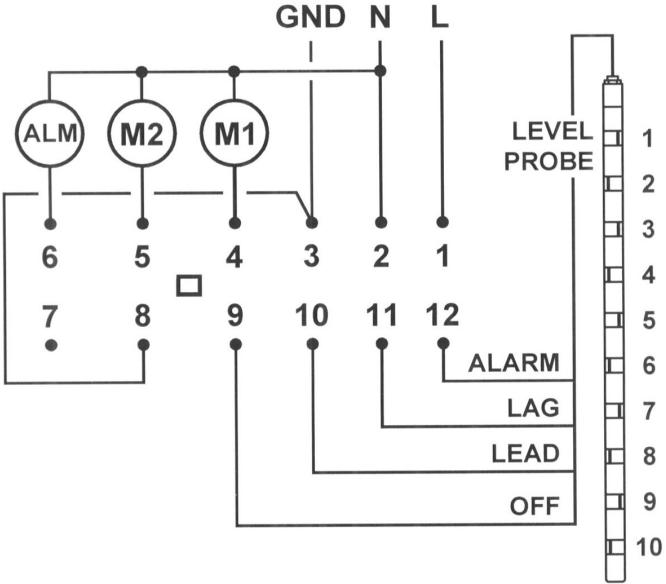 GND N L
ALM M2 M1
LEVEL
PROBE
6 5 4 3 2 1
7 8 9 10 11 12
ALARM
LAG
LEAD
OFF
1
2
3
4
5
6
7
8
9
10